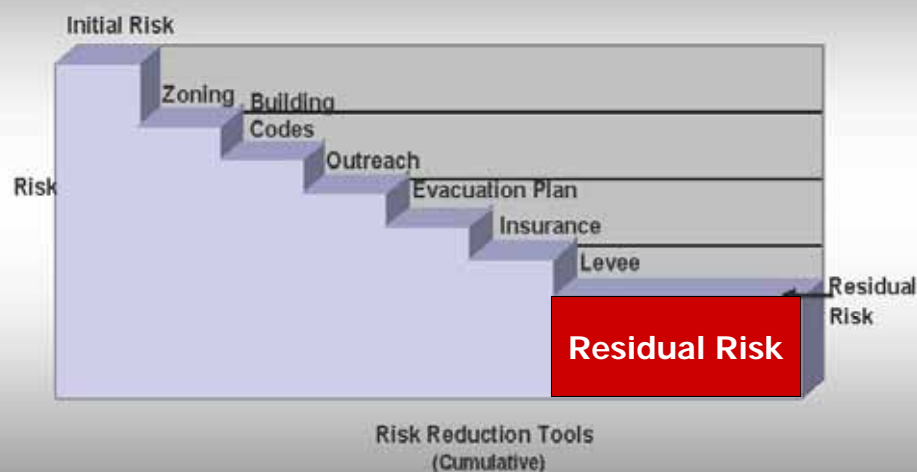 Initial Risk
Zoning
Building
Codes
Outreach
Risk
Evacuation Plan
Insurance
Levee
Residual
Risk
Residual Risk
Risk Reduction Tools
(Cumulative)